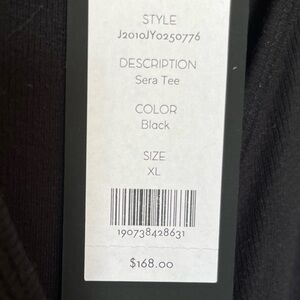 STYLE
J2010JY0250776
DESCRIPTION
Sera Tee
COLOR
Black
SIZE
XL
190738428631
$168.00